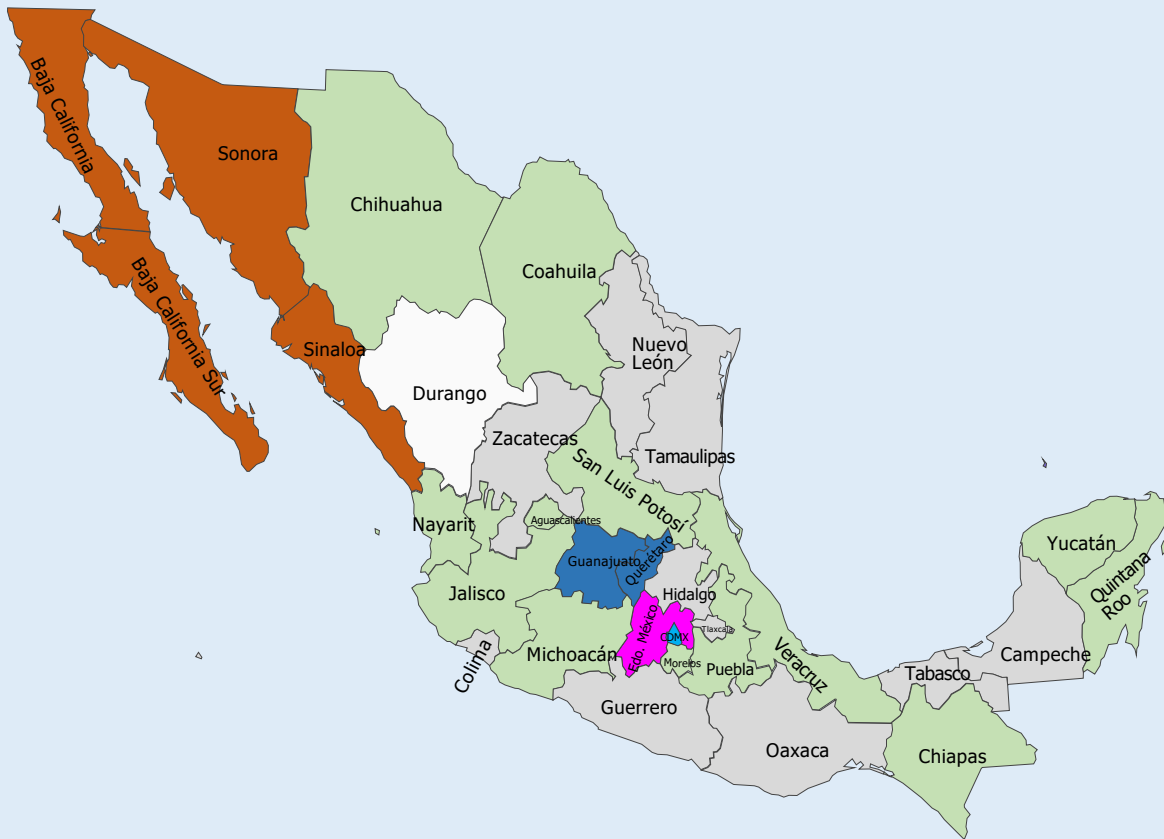 Baja California
Sonora
Chihuahua
Coahuila
Baja California Sur
Sinaloa
Nuevo
León
Durango
Zacatecas
Tamaulipas
San Luis Potosí
Nayarit
Aguascalientes
Guanajuato
Querétaro
Yucatán
Quintana
Roo
Jalisco
Hidalgo
Edo. México
CDMX
Tlaxcala
Colima
Michoacán
Morelos
Puebla
Veracruz
Campeche
Tabasco
Guerrero
Oaxaca
Chiapas